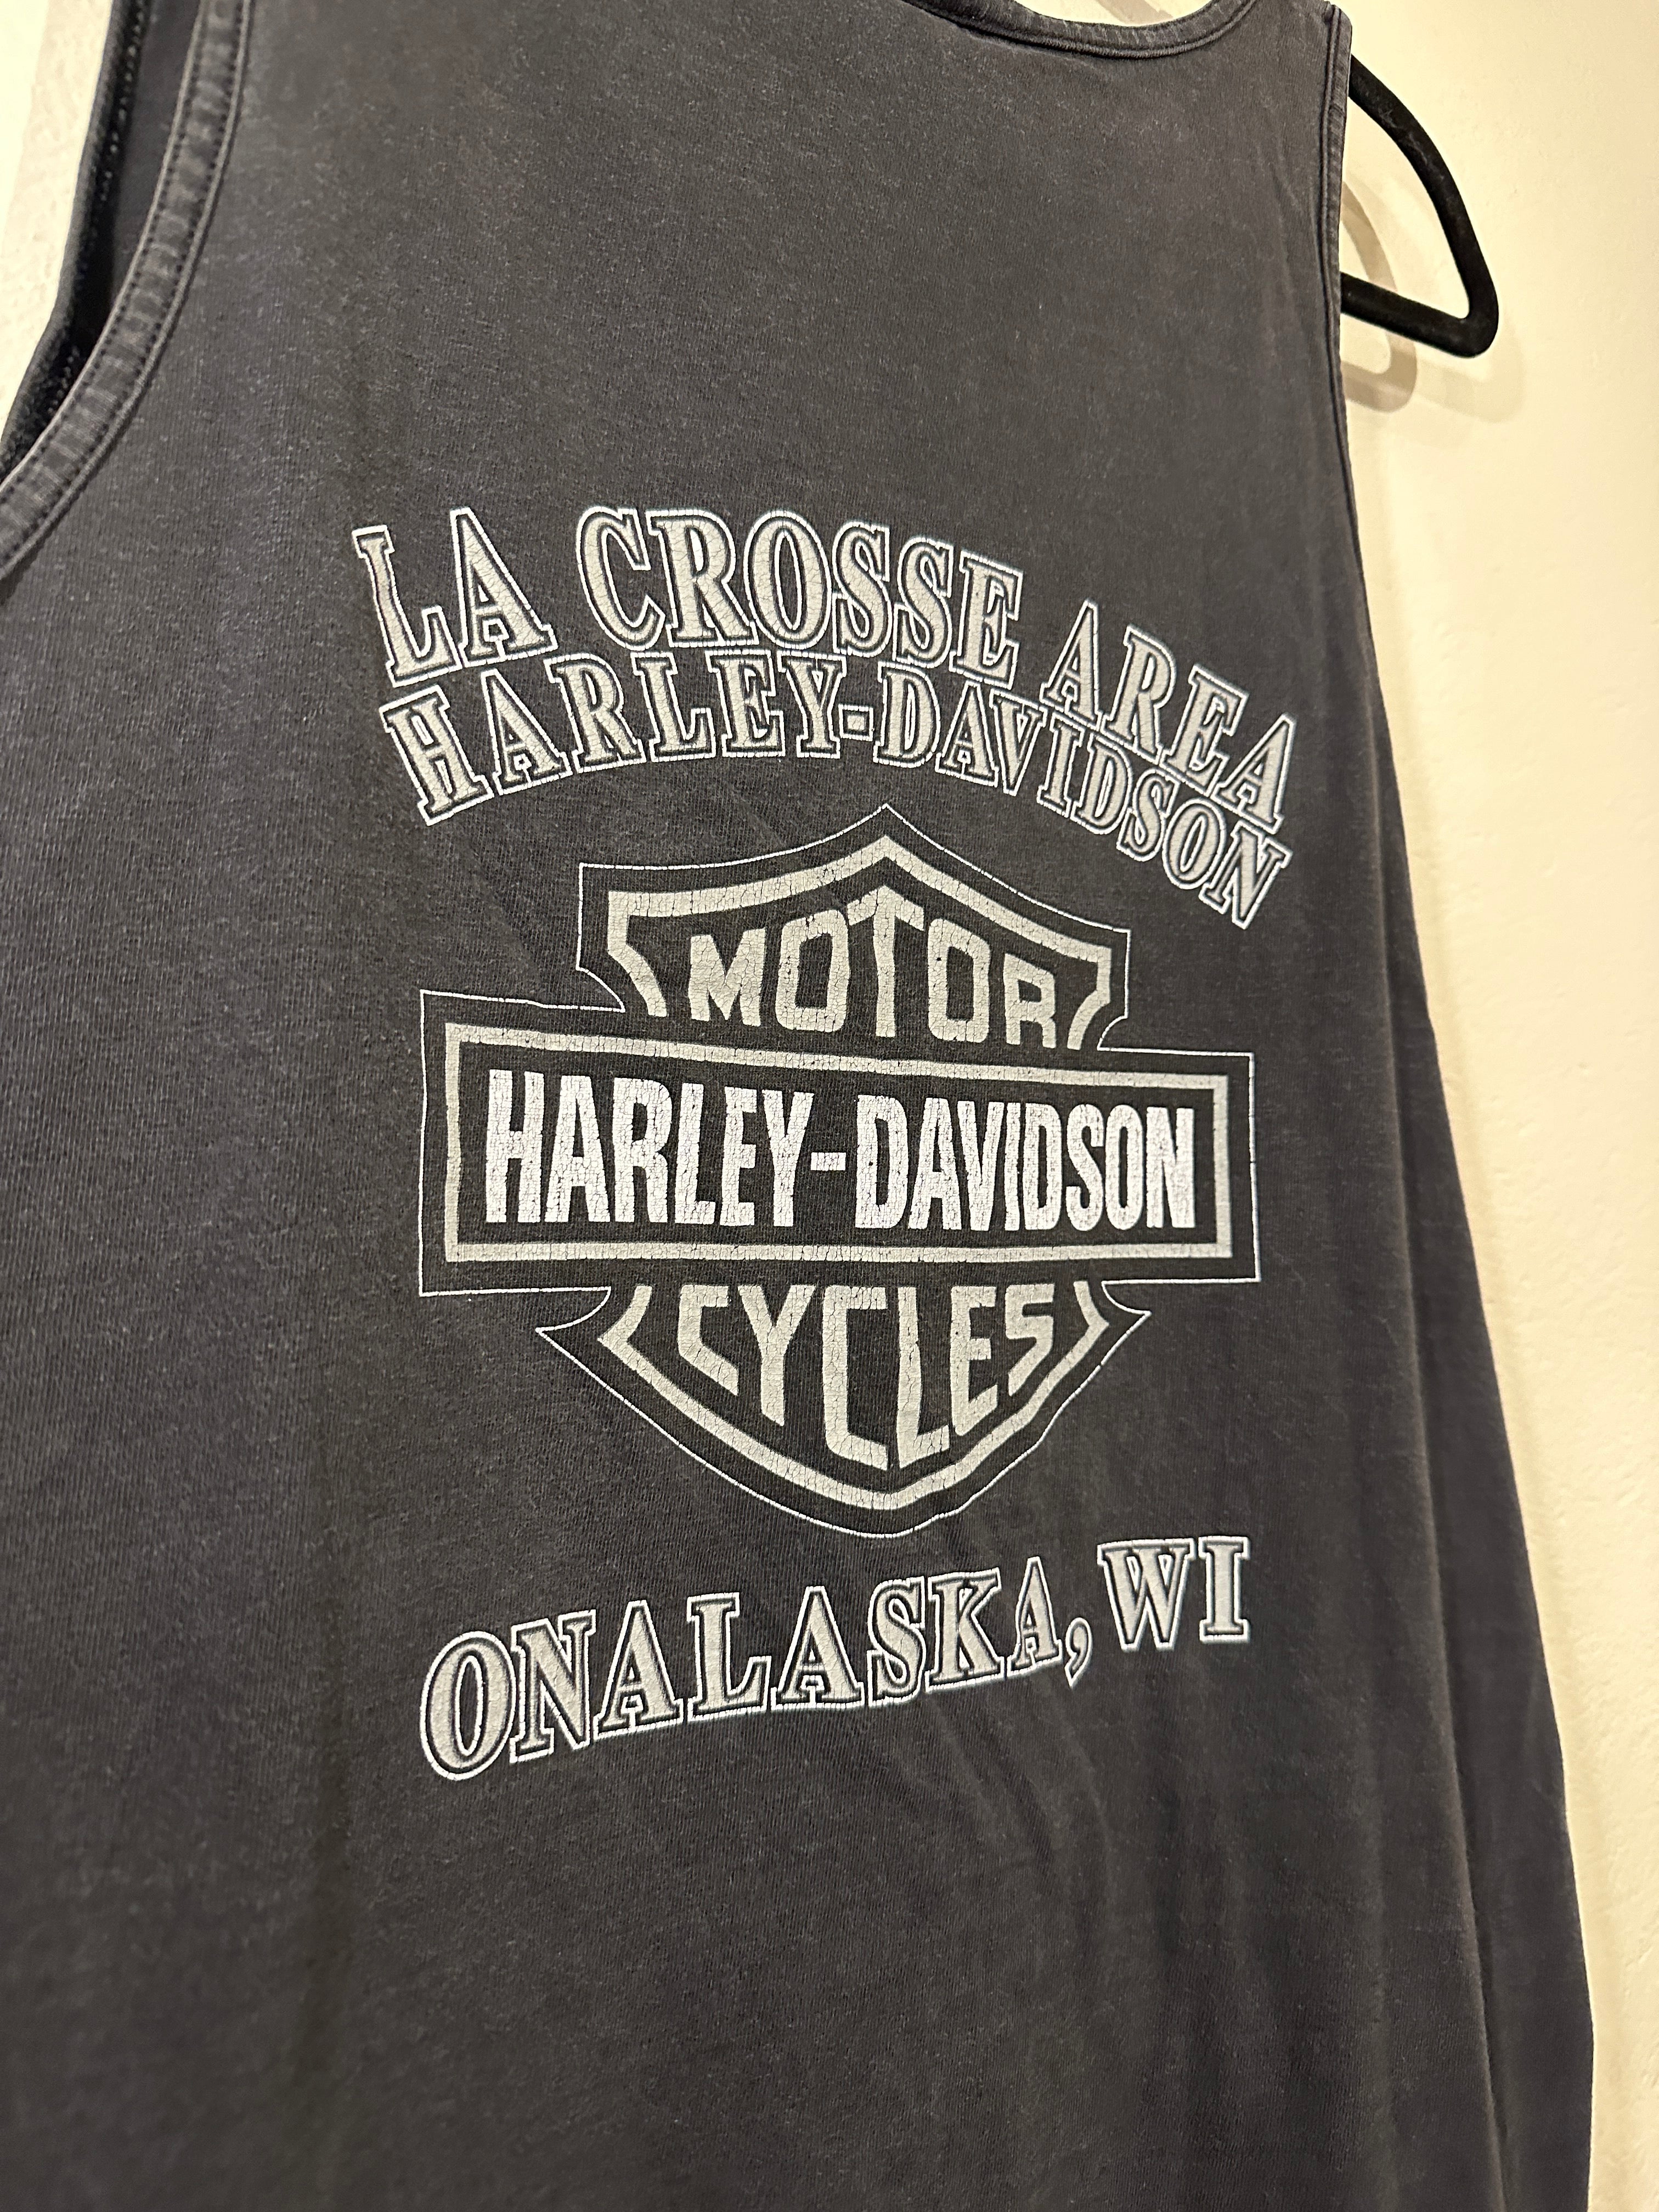 LA CROSSE AREA
HARLEY-DAVIDSON
MOTOR
HARLEY-DAVIDSON
CYCLES
ONALASKA, WI